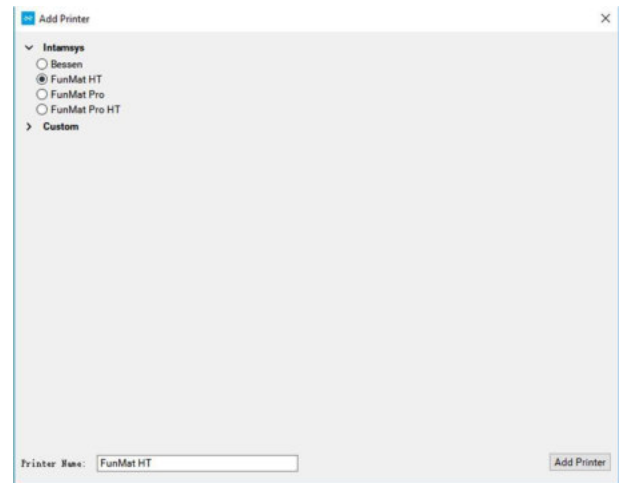 Add Printer
Intamsys
Bessen
FunMat HT
FunMat Pro
FunMat Pro HT
Custom
Printer Name: FunMat HT Add Printer